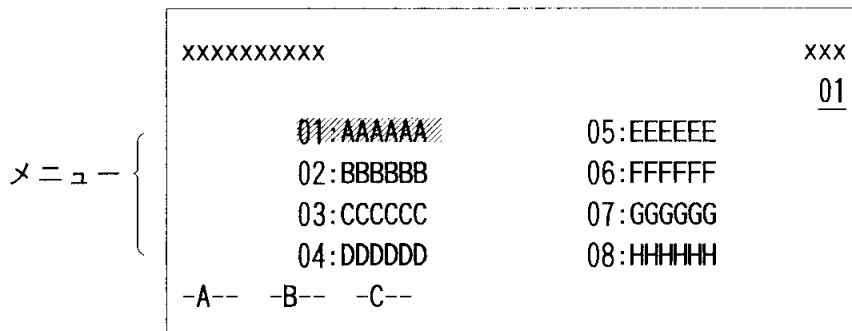 xxxxxxxxxx xxx
01
01:AAAAAA 05:EEEEEE
メニュー 02:BBBBBB 06:FFFFFF
03:CCCCCC 07:GGGGGG
04:DDDDDD 08:HHHHHH
-A-- -B-- -C--